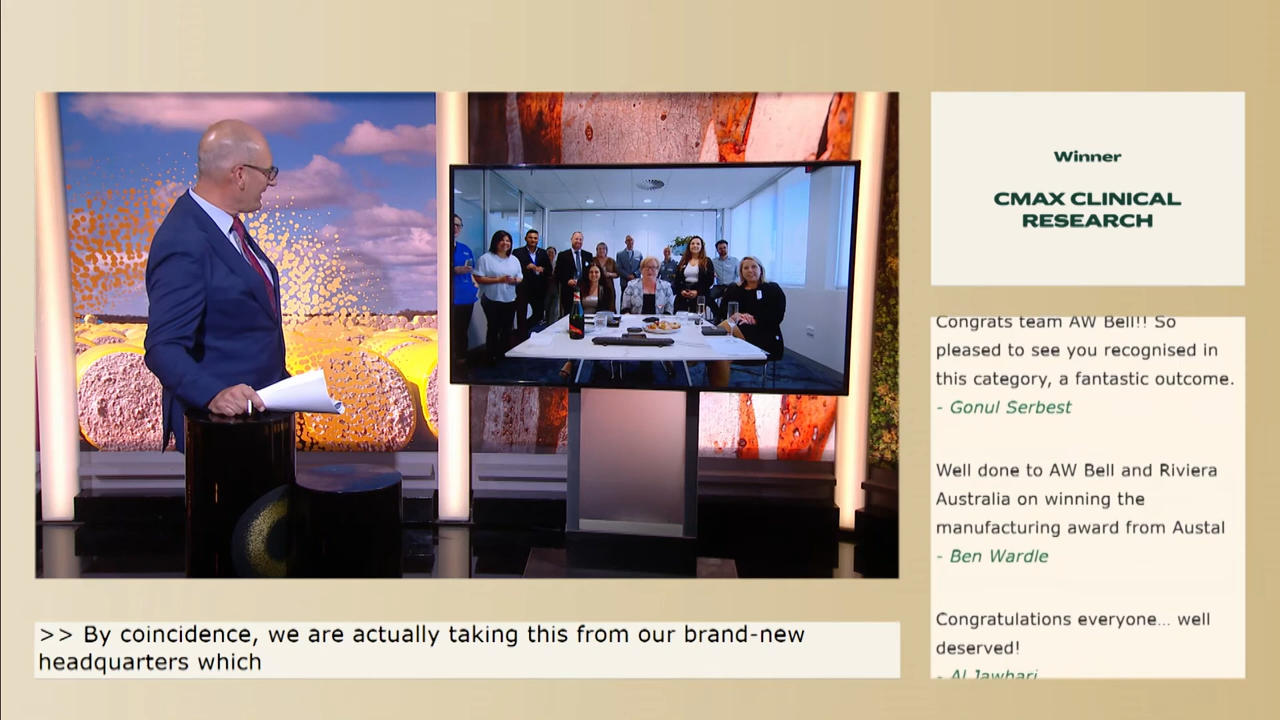 Winner
CMAX CLINICAL
RESEARCH
Congrats team AW Bell!! So
pleased to see you recognised in
this category, a fantastic outcome.
- Gonul Serbest
Well done to AW Bell and Riviera
Australia on winning the
manufacturing award from Austal
- Ben Wardle
Congratulations everyone... well
deserved!
- Al Jawhari
>> By coincidence, we are actually taking this from our brand-new
headquarters which